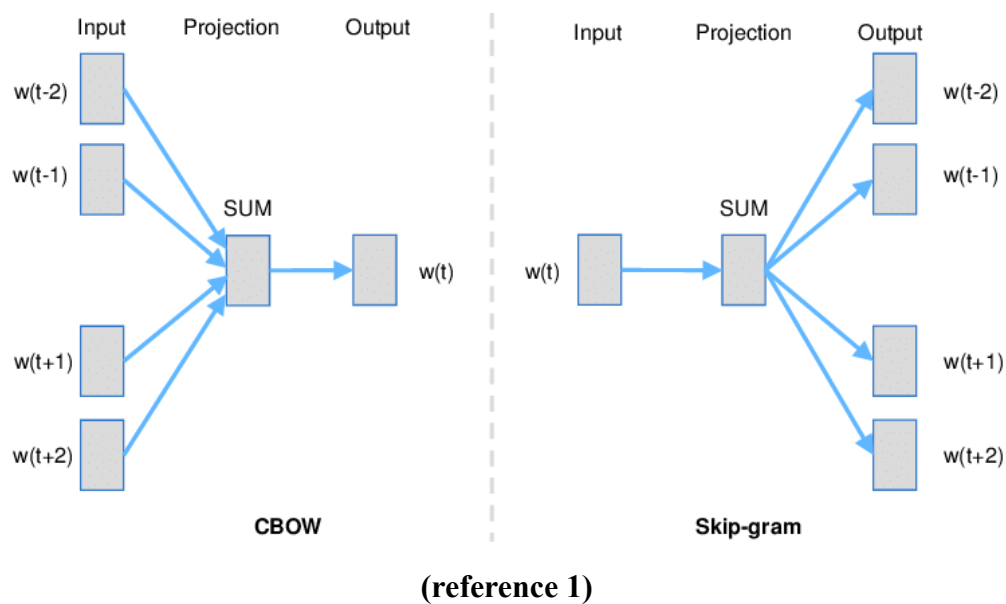 Input Projection Output
w(t-2)
w(t-1)
SUM
w(t)
w(t+1)
w(t+2)
CBOW
Input Projection Output
w(t-2)
w(t-1)
SUM
w(t)
w(t+1)
w(t+2)
Skip-gram
(reference 1)